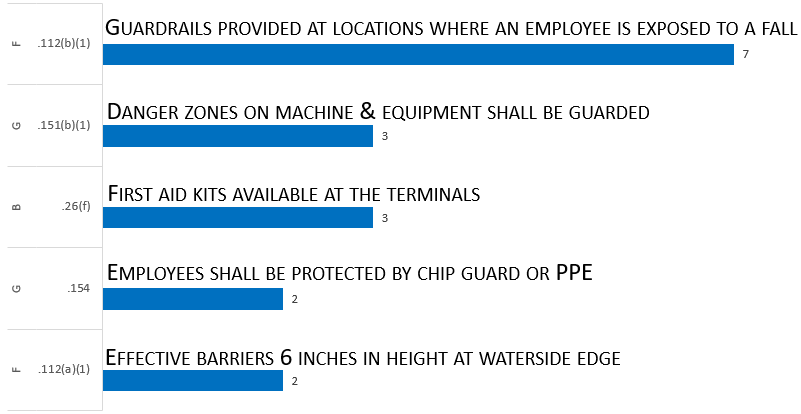 GUARDRAILS PROVIDED AT LOCATIONS WHERE AN EMPLOYEE IS EXPOSED TO A FALL
F .112(b)(1) 7
DANGER ZONES ON MACHINE & EQUIPMENT SHALL BE GUARDED
G .151(b)(1) 3
FIRST AID KITS AVAILABLE AT THE TERMINALS
B .26(f) 3
EMPLOYEES SHALL BE PROTECTED BY CHIP GUARD OR PPE
G .154 2
EFFECTIVE BARRIERS 6 INCHES IN HEIGHT AT WATERSIDE EDGE
F .112(a)(1) 2